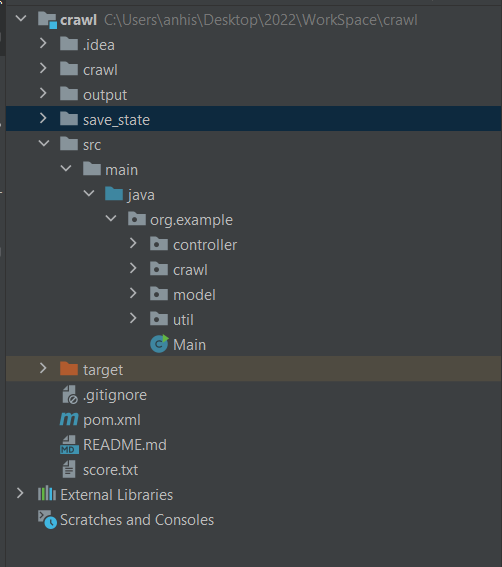 crawl C:\Users\anhis\Desktop\2022\WorkSpace\crawl
.idea
crawl
output
save_state
src
main
java
org.example
controller
crawl
model
util
C Main
target
.gitignore
m pom.xml
MD README.md
score.txt
External Libraries
Scratches and Consoles